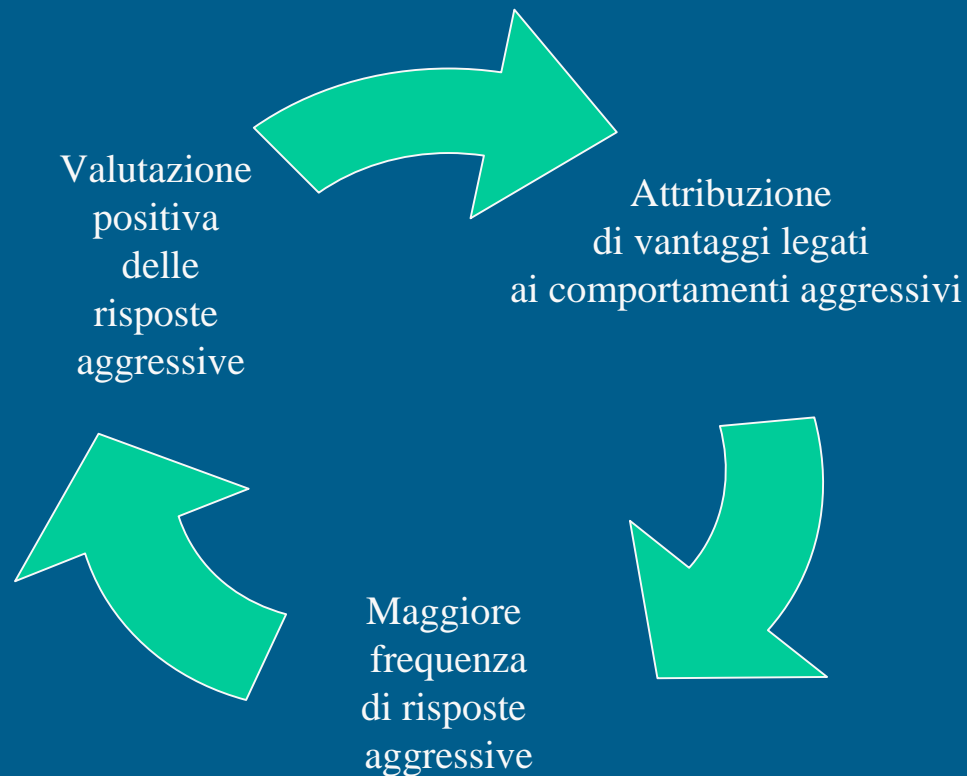 Valutazione
positiva
delle
risposte
aggressive
Attribuzione
di vantaggi legati
ai comportamenti aggressivi
Maggiore
frequenza
di risposte
aggressive